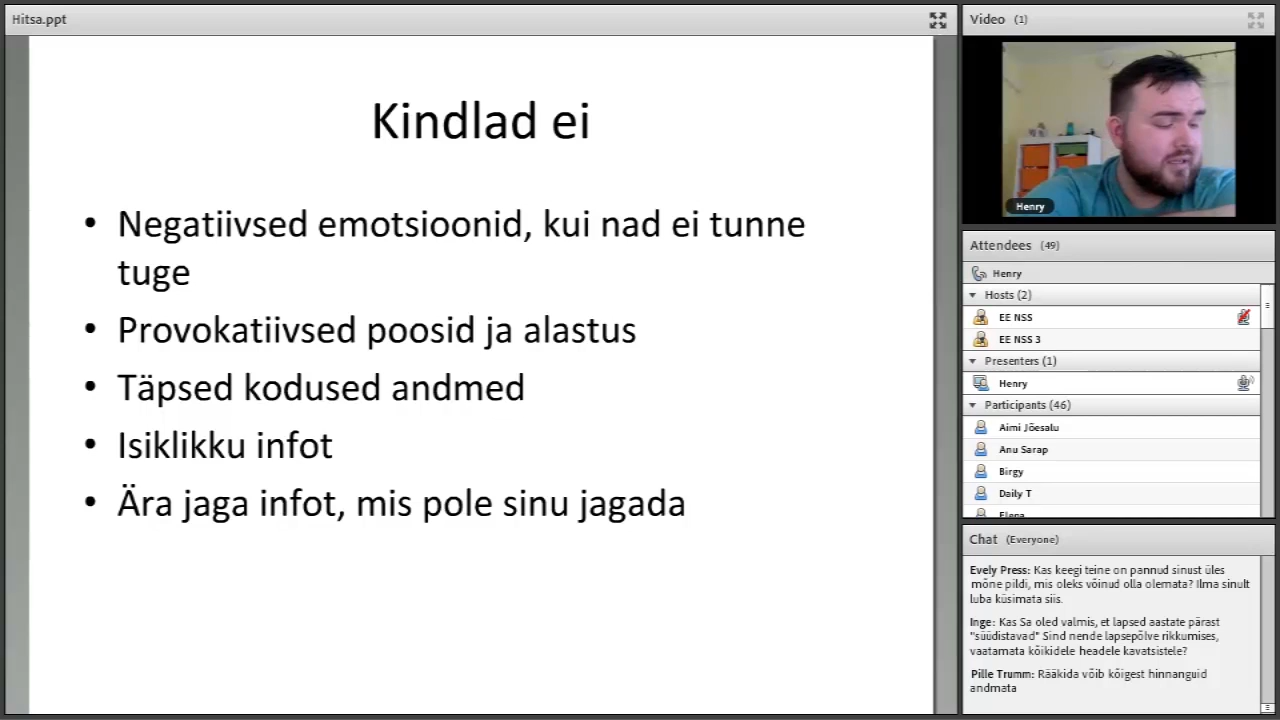 Hitsa.ppt
Kindlad ei
• Negatiivsed emotsioonid, kui nad ei tunne
tuge
• Provokatiivsed poosid ja alastus
• Täpsed kodused andmed
• Isiklikku infot
• Ära jaga infot, mis pole sinu jagada
Video (1)
Henry
Attendees (49)
Henry
Hosts (2)
EE NSS
EE NSS 3
Presenters (1)
Henry
Participants (46)
Aimi Jõesalu
Anu Sarap
Birgy
Daily T
Elena
Chat (Everyone)
Evely Press: Kas keegi teine on pannud sinust üles
mõne pildi, mis oleks võinud olla olemata? Ilma sinult
luba küsimata siis.
Inge: Kas Sa oled valmis, et lapsed aastate pärast
"süüdistavad" Sind nende lapsepõlve rikkumises,
vaatamata kõikidele headele kavatsistele?
Pille Trumm: Rääkida võib kõigest hinnanguid
andmata